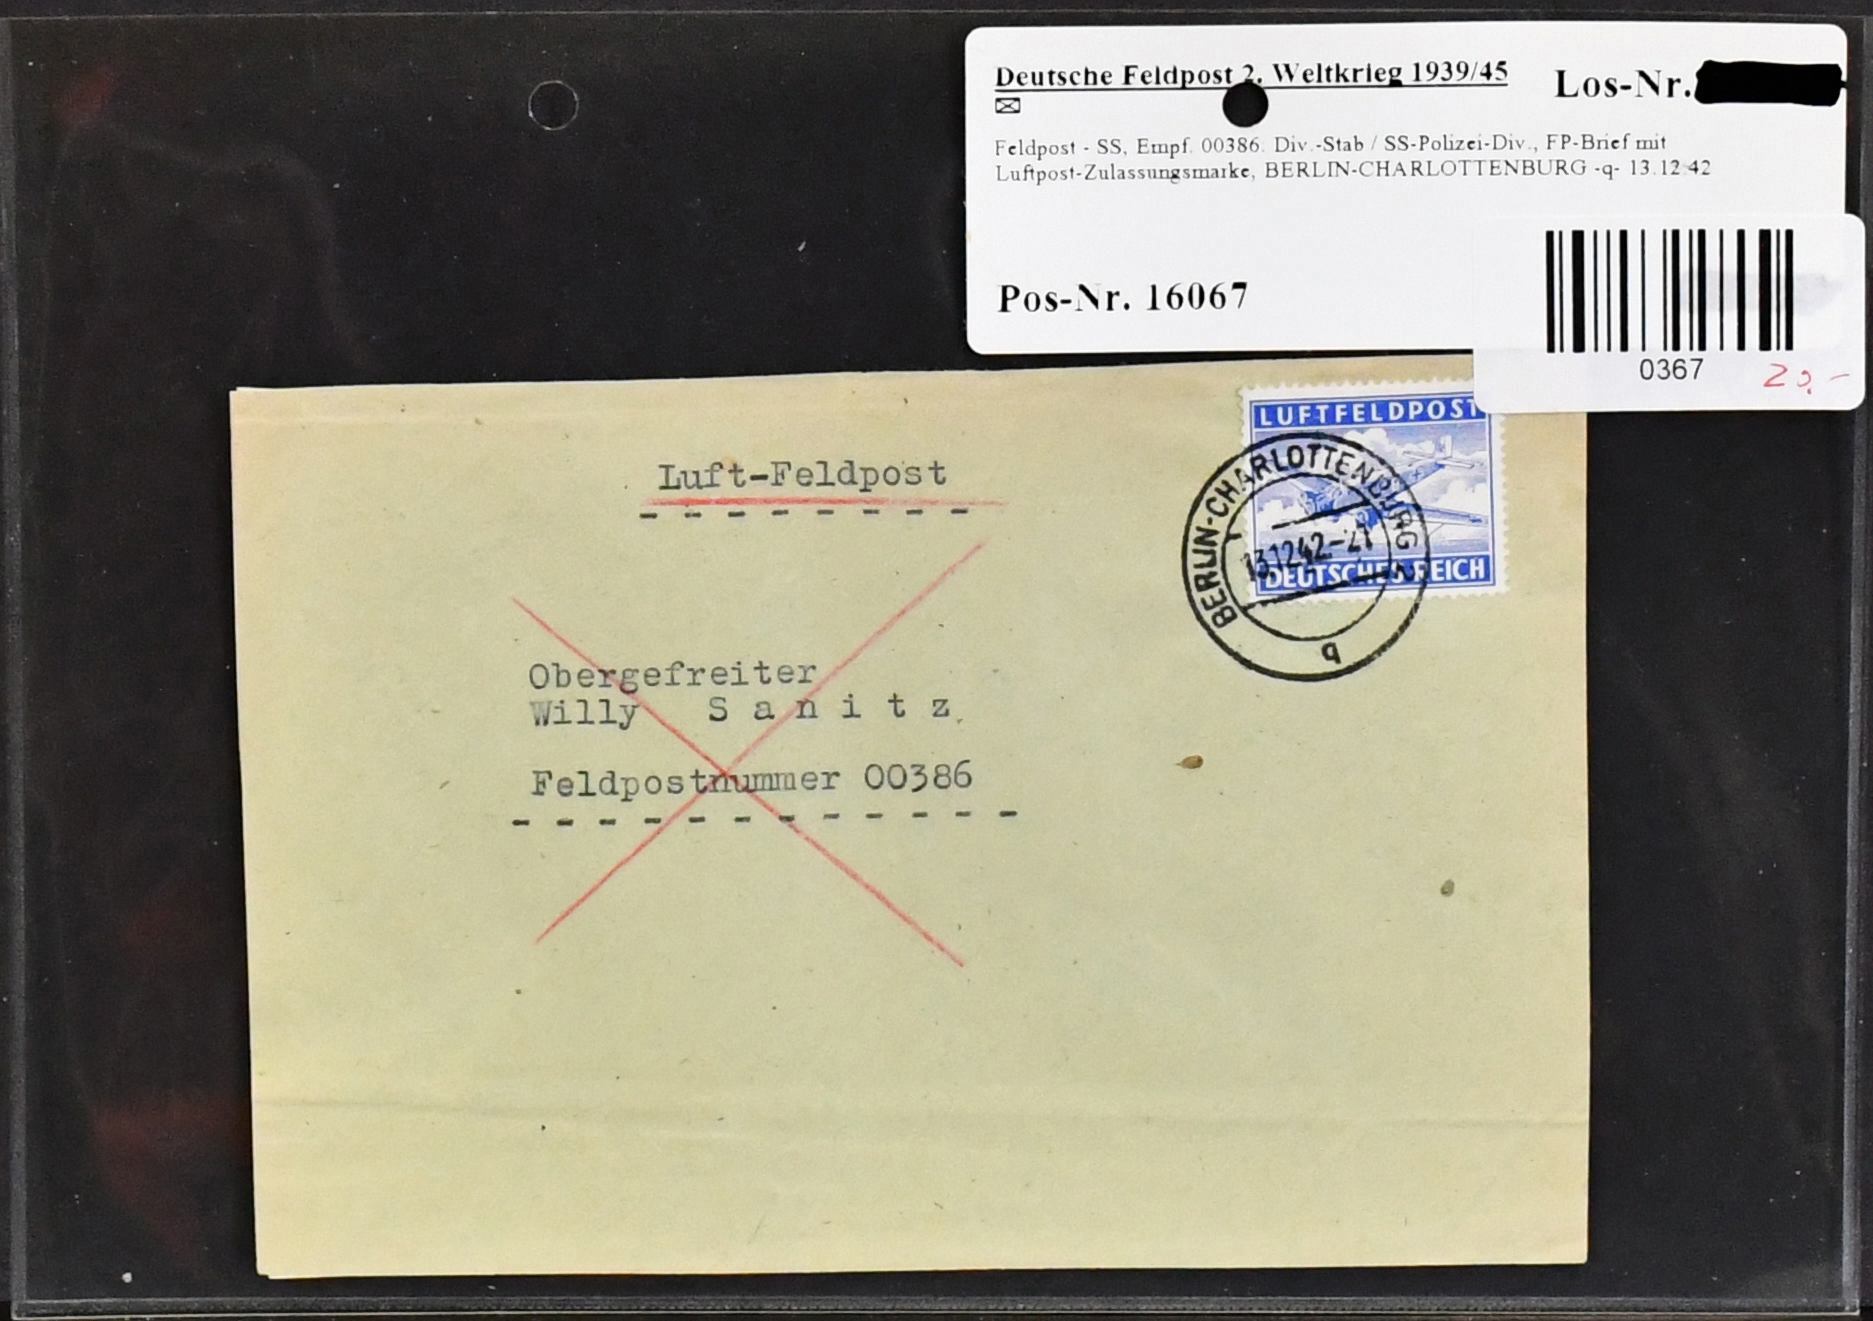 Deutsche Feldpost 2. Weltkrieg 1939/45
Los-Nr.
Feldpost - SS, Empf. 00386. Div.-Stab / SS-Polizei-Div., FP-Brief mit
Luftpost-Zulassungsmarke, BERLIN-CHARLOTTENBURG -q- 13.12.42
Pos-Nr. 16067
0367
20.-
LUFTFELDPOST
DEUTSCHES REICH
BERLIN-CHARLOTTENBURG 2
13.12.42.-21
q
Luft-Feldpost
Obergefreiter
Willy S a n i t z
Feldpostnummer 00386